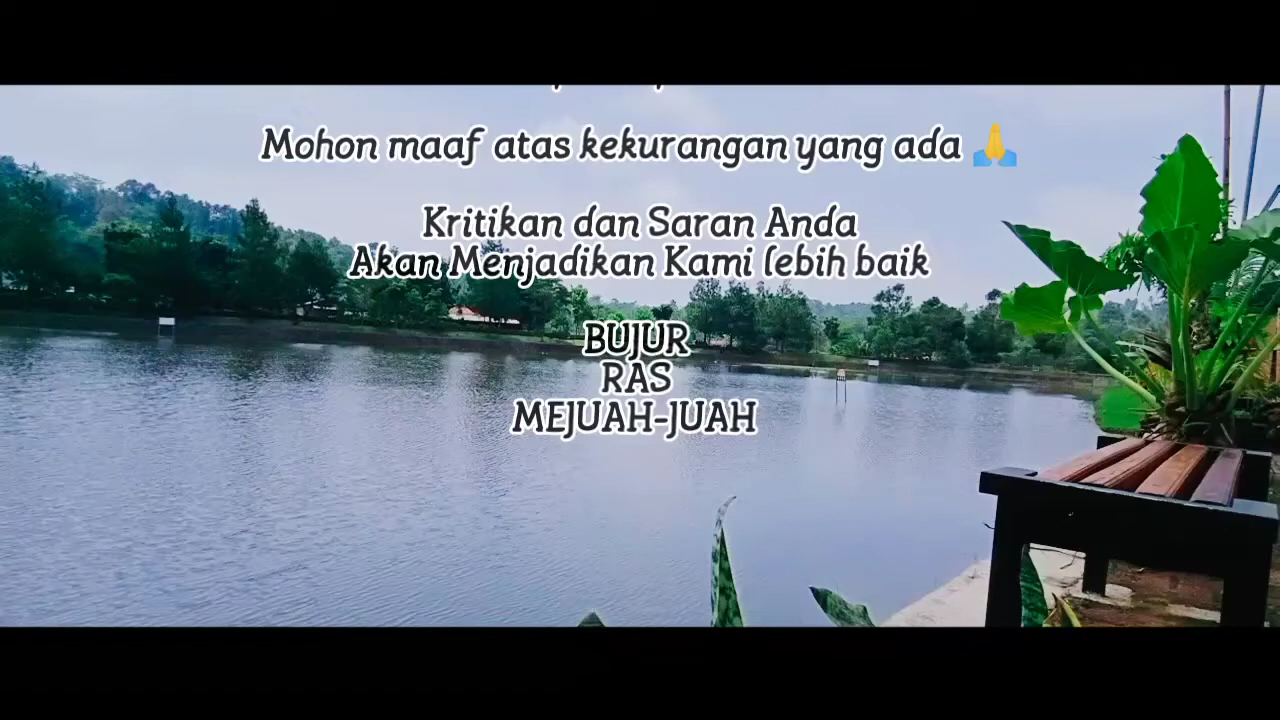 Mohon maaf atas kekurangan yang ada 🙏
Kritikan dan Saran Anda
Akan Menjadikan Kami lebih baik
BUJUR
RAS
MEJUAH-JUAH